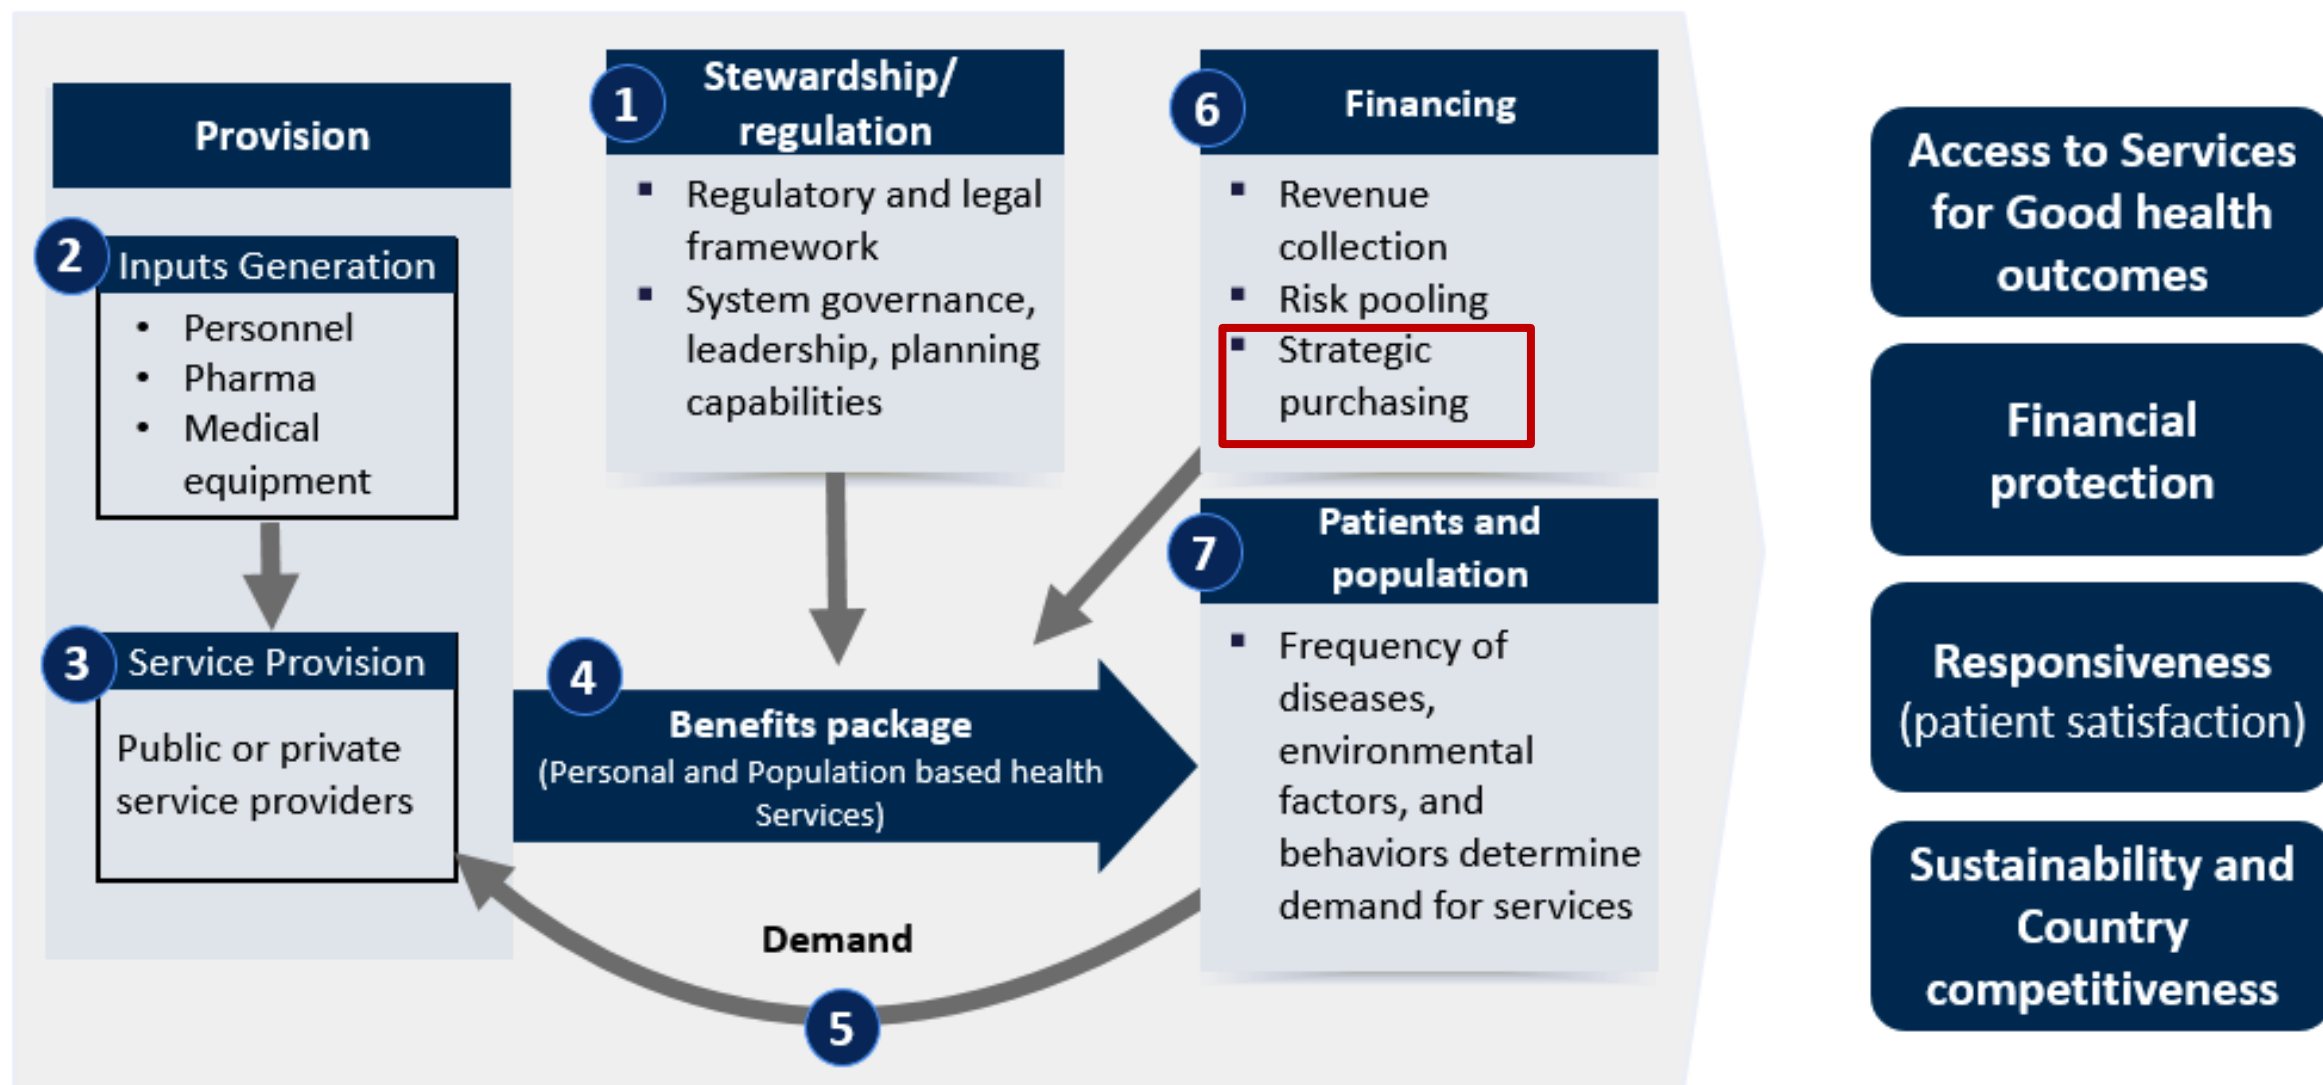 Provision
2
Inputs Generation
• Personnel
• Pharma
• Medical
equipment
3
Service Provision
Public or private
service providers
1
Stewardship/
regulation
▪ Regulatory and legal
framework
▪ System governance,
leadership, planning
capabilities
6
Financing
▪ Revenue
collection
▪ Risk pooling
▪ Strategic
purchasing
4
Benefits package
(Personal and Population based health
Services)
7
Patients and
population
▪ Frequency of
diseases,
environmental
factors, and
behaviors determine
demand for services
Demand
5
Access to Services
for Good health
outcomes
Financial
protection
Responsiveness
(patient satisfaction)
Sustainability and
Country
competitiveness